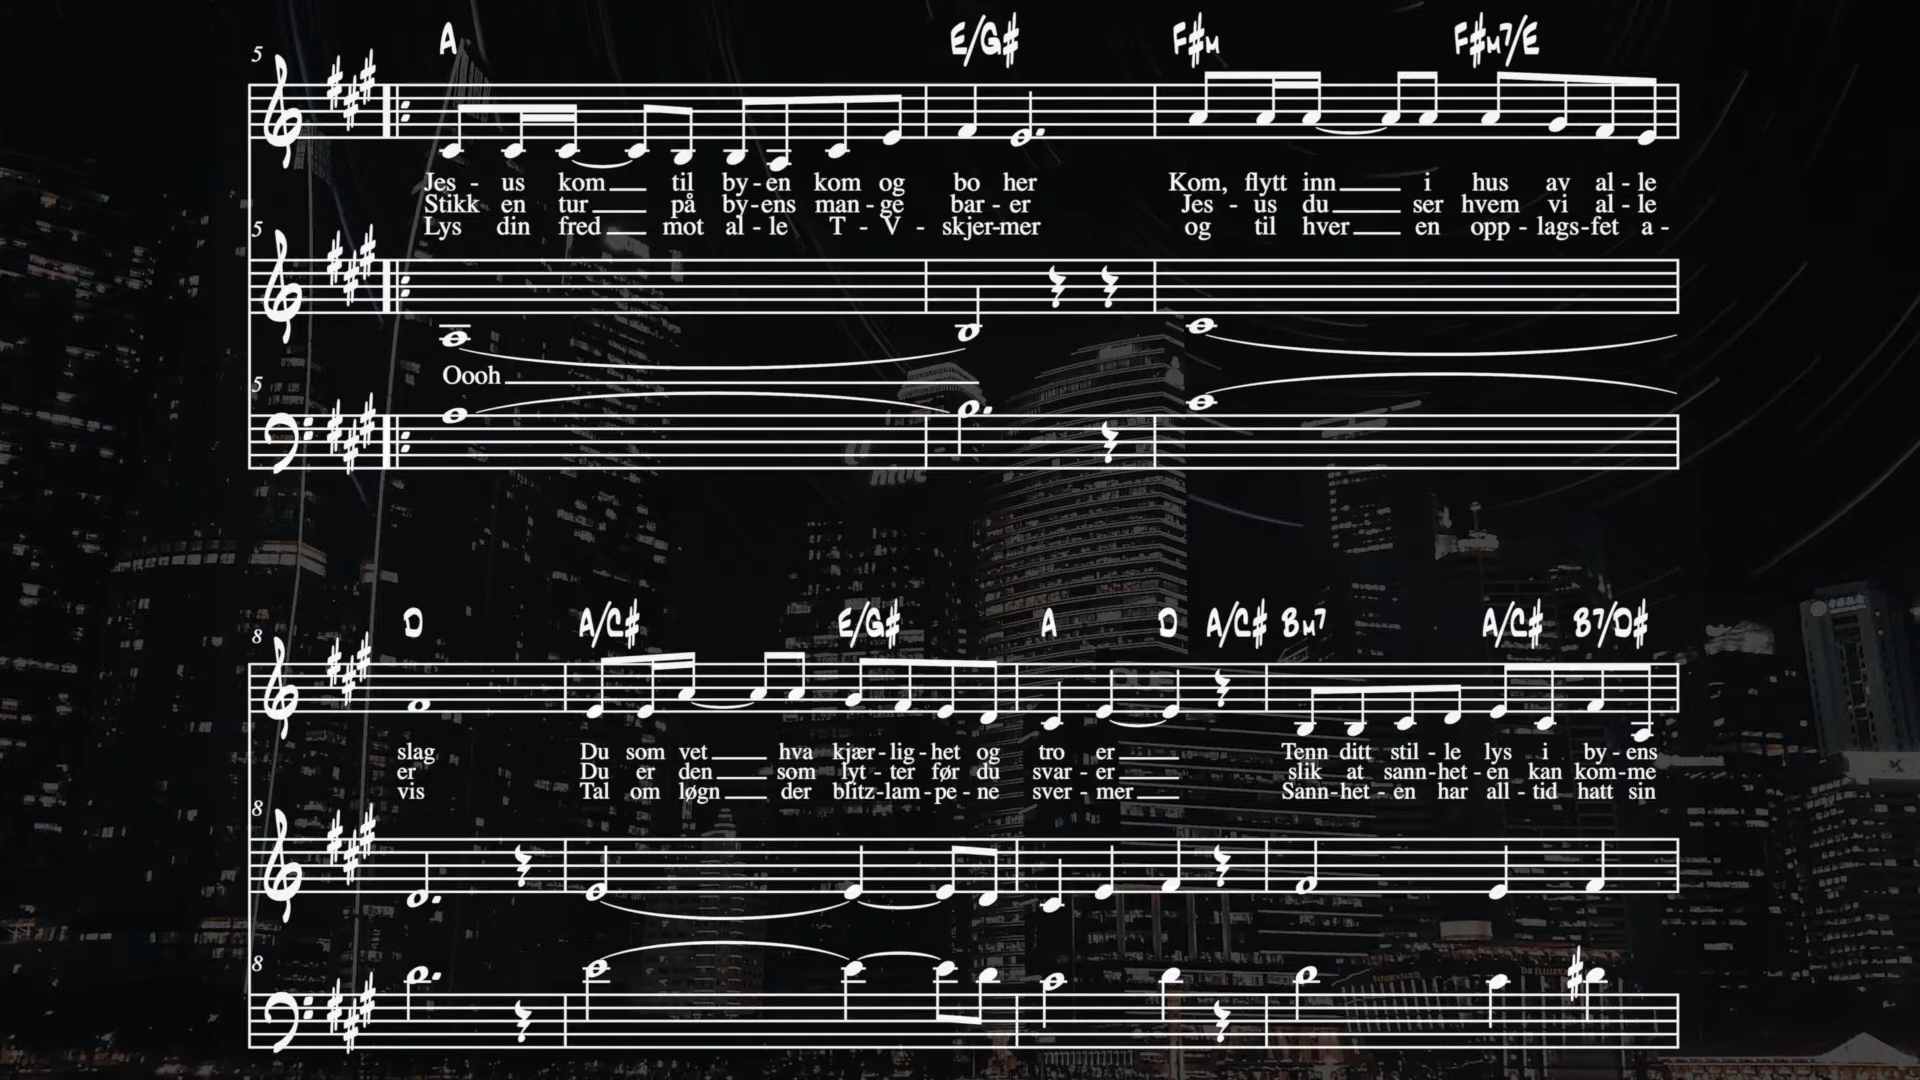 5
A E/G# F#m F#m7/E
Jes - us kom til by - en kom og bo her Kom, flytt inn i hus av al - le
Stikk en tur på by - ens man - ge bar - er Jes - us du ser hvem vi al - le
Lys din fred mot al - le T - V - skjer - mer og til hver en opp - lags - fet a -
5
Oooh
5
8
D A/C# E/G# A D A/C# Bm7 A/C# B7/D#
slag Du som vet hva kjær - lig - het og tro er Tenn ditt stil - le lys i by - ens
er Du er den som lyt - ter før du svar - er slik at sann - het - en kan kom - me
vis Tal om løgn der blitz - lam - pe - ne sver - mer Sann - het - en har all - tid hatt sin
8
8